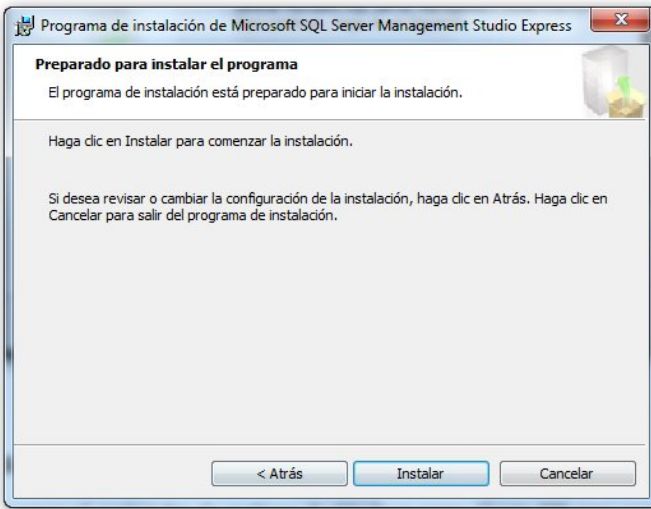 Programa de instalación de Microsoft SQL Server Management Studio Express
Preparado para instalar el programa
El programa de instalación está preparado para iniciar la instalación.
Haga clic en Instalar para comenzar la instalación.
Si desea revisar o cambiar la configuración de la instalación, haga clic en Atrás. Haga clic en
Cancelar para salir del programa de instalación.
< Atrás
Instalar
Cancelar